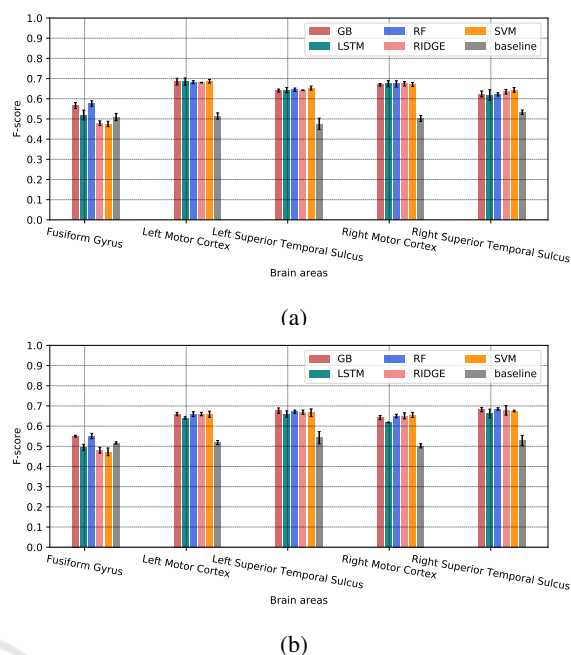 GB RF SVM
LSTM RIDGE baseline
1.0
0.9
0.8
0.7
0.6
0.5
0.4
0.3
0.2
0.1
0.0
F-score
Fusiform Gyrus
Left Motor Cortex
Left Superior Temporal Sulcus
Right Motor Cortex
Right Superior Temporal Sulcus
Brain areas
(a)
GB RF SVM
LSTM RIDGE baseline
1.0
0.9
0.8
0.7
0.6
0.5
0.4
0.3
0.2
0.1
0.0
F-score
Fusiform Gyrus
Left Motor Cortex
Left Superior Temporal Sulcus
Right Motor Cortex
Right Superior Temporal Sulcus
Brain areas
(b)